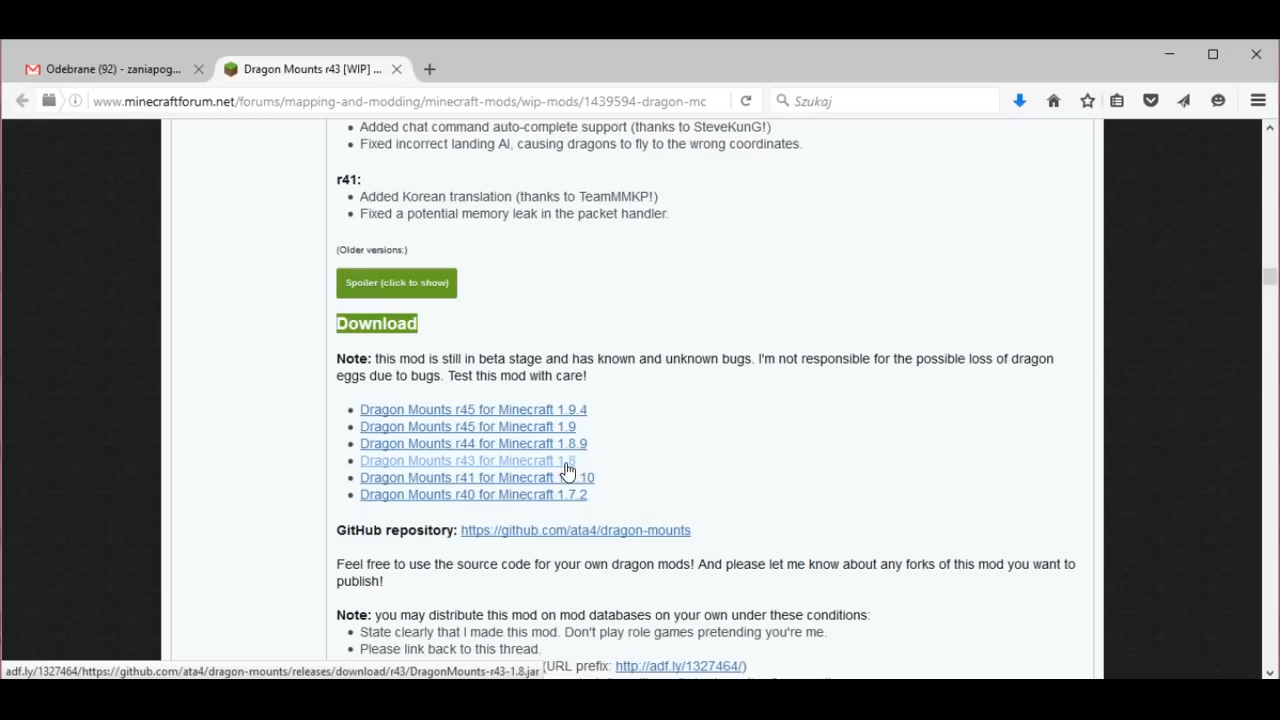 Odebrane (92) - zaniapog...
Dragon Mounts r43 [WIP] ...
www.minecraftforum.net/forums/mapping-and-modding/minecraft-mods/wip-mods/1439594-dragon-mc
Szukaj
Added chat command auto-complete support (thanks to SteveKunG!)
Fixed incorrect landing AI, causing dragons to fly to the wrong coordinates.
r41:
Added Korean translation (thanks to TeamMMKP!)
Fixed a potential memory leak in the packet handler.
(Older versions:)
Spoiler (click to show)
Download
Note: this mod is still in beta stage and has known and unknown bugs. I'm not responsible for the possible loss of dragon
eggs due to bugs. Test this mod with care!
Dragon Mounts r45 for Minecraft 1.9.4
Dragon Mounts r45 for Minecraft 1.9
Dragon Mounts r44 for Minecraft 1.8.9
Dragon Mounts r43 for Minecraft 1.8
Dragon Mounts r41 for Minecraft 10
Dragon Mounts r40 for Minecraft 1.7.2
GitHub repository: https://github.com/ata4/dragon-mounts
Feel free to use the source code for your own dragon mods! And please let me know about any forks of this mod you want to
publish!
Note: you may distribute this mod on mod databases on your own under these conditions:
State clearly that I made this mod. Don't play role games pretending you're me.
Please link back to this thread.
adf.ly/1327464/https://github.com/ata4/dragon-mounts/releases/download/r43/DragonMounts-r43-1.8.jar (URL prefix: http://adf.ly/1327464/)